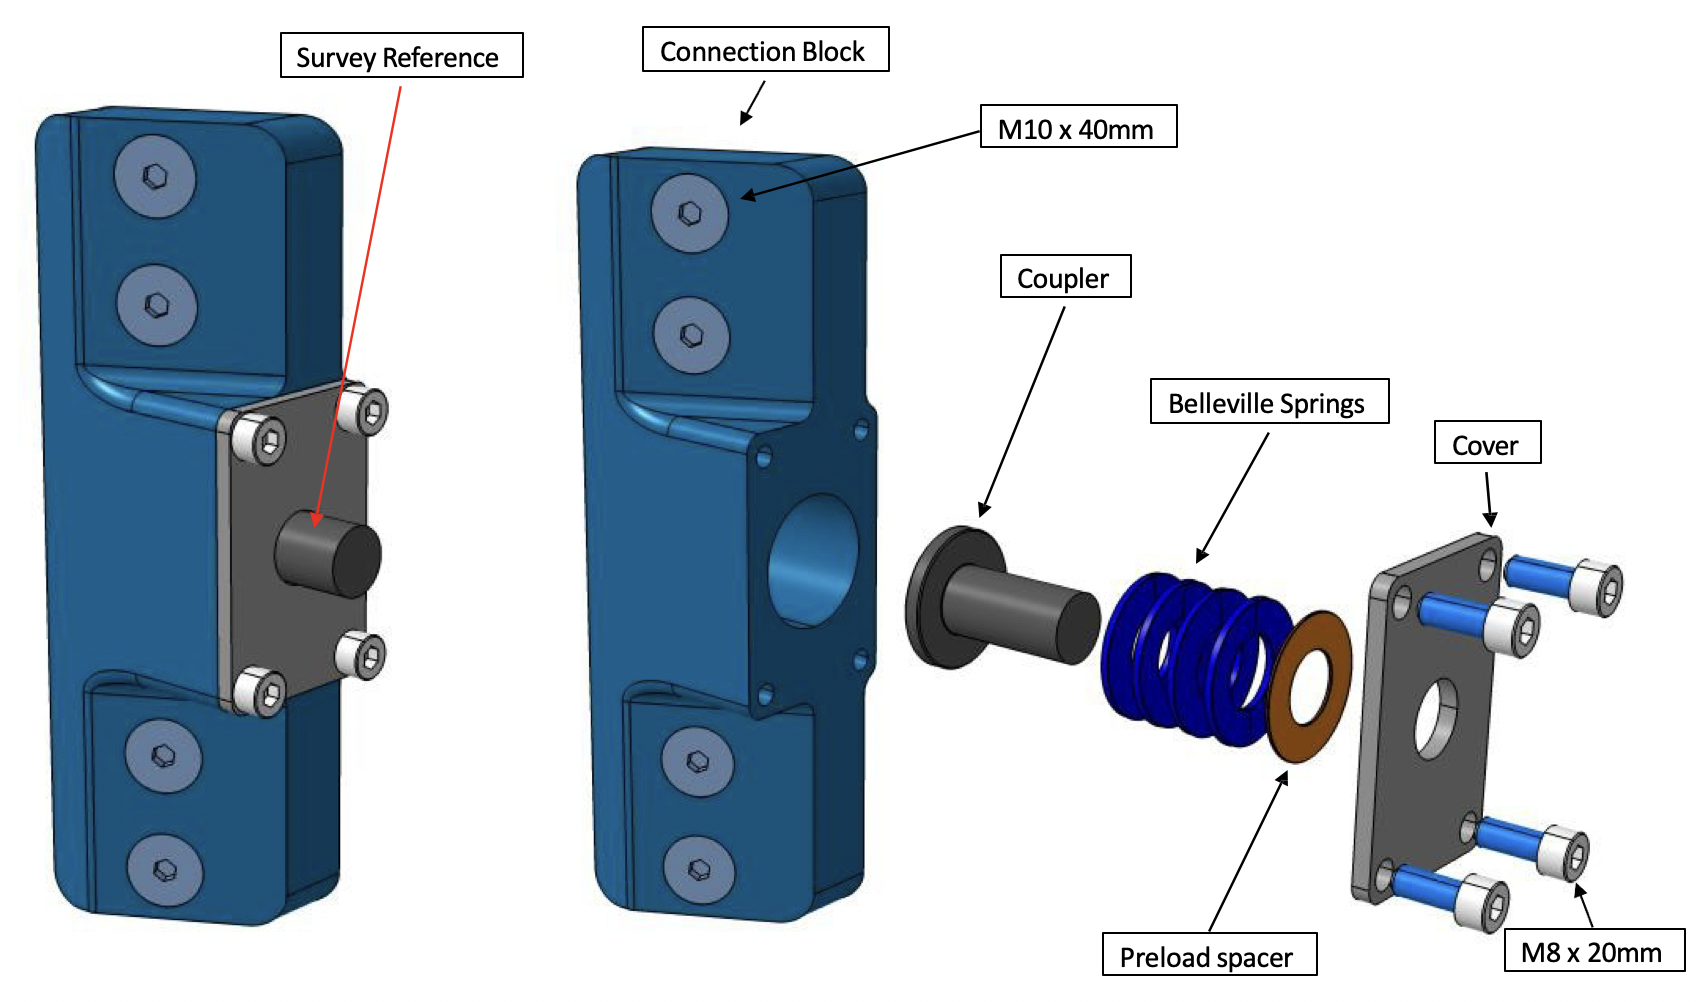 Survey Reference
Connection Block
M10 x 40mm
Coupler
Belleville Springs
Cover
Preload spacer
M8 x 20mm